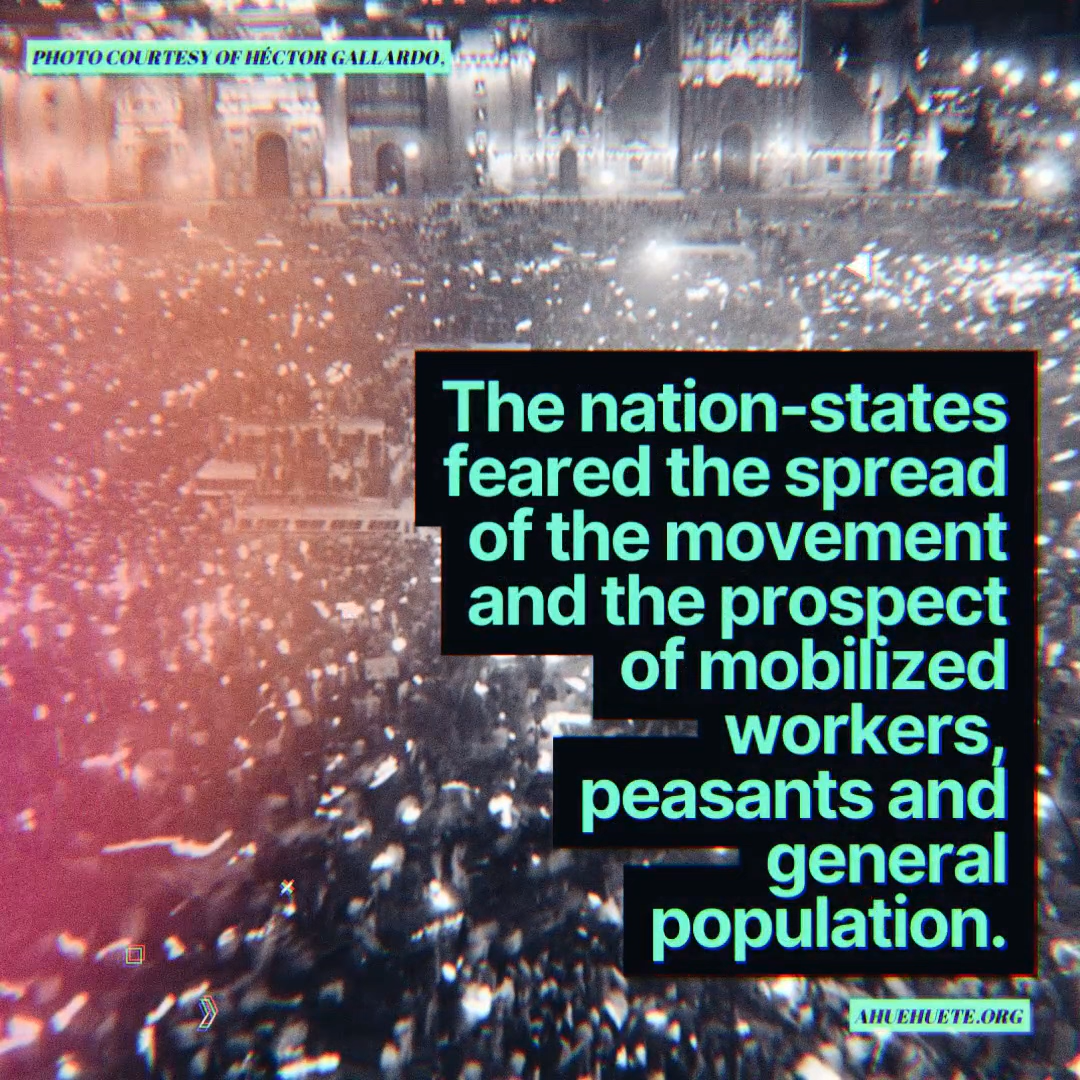 PHOTO COURTESY OF HÉCTOR GALLARDO,
The nation-states
feared the spread
of the movement
and the prospect
of mobilized
workers,
peasants and
general
population.
AHUEHUETE.ORG